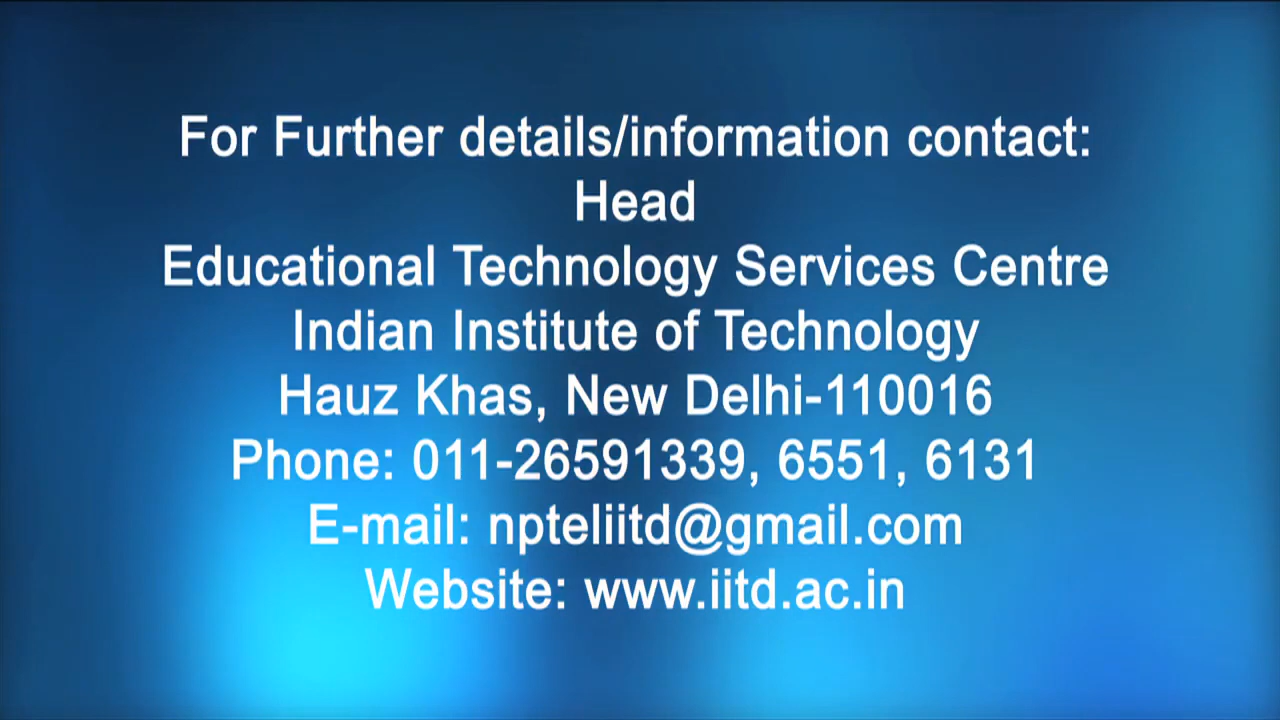 For Further details/information contact:
Head
Educational Technology Services Centre
Indian Institute of Technology
Hauz Khas, New Delhi-110016
Phone: 011-26591339, 6551, 6131
E-mail: npteliitd@gmail.com
Website: www.iitd.ac.in